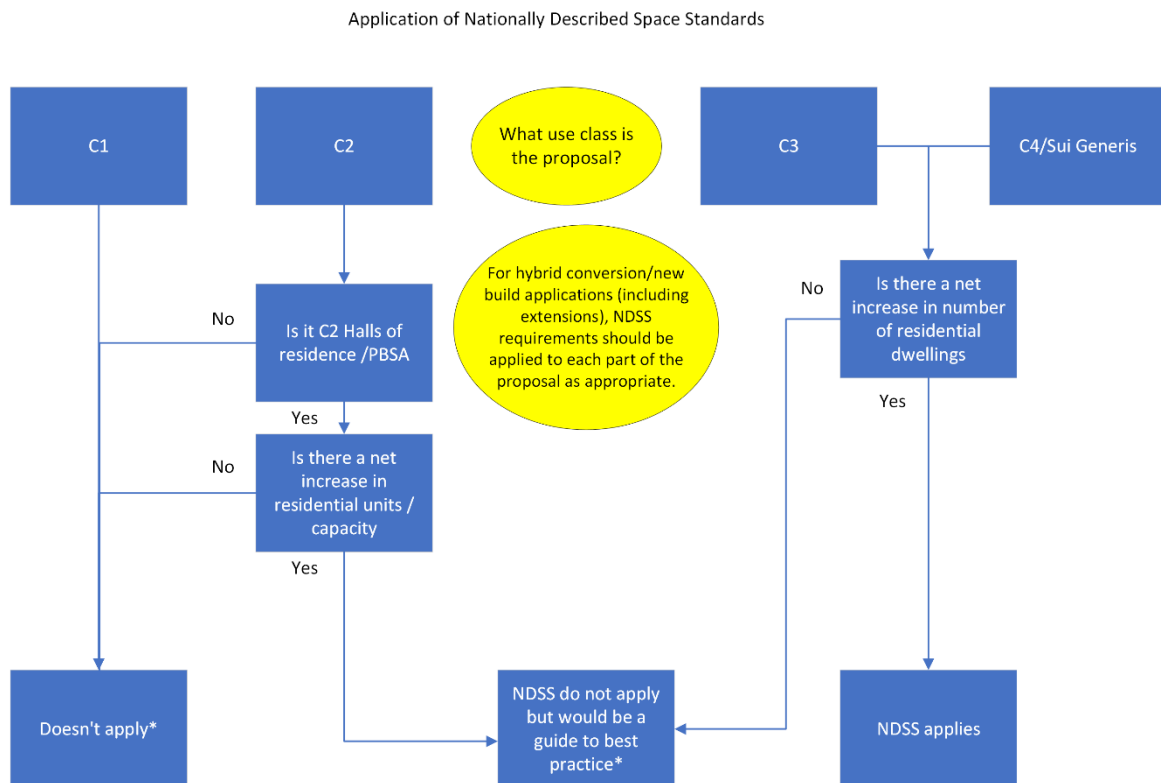 Application of Nationally Described Space Standards
C1
C2
What use class is
the proposal?
C3
C4/Sui Generis
For hybrid conversion/new
build applications (including
extensions), NDSS
requirements should be
applied to each part of the
proposal as appropriate.
No
Is it C2 Halls of
residence /PBSA
Yes
No
Is there a net
increase in number
of residential
dwellings
Yes
No
Is there a net
increase in
residential units /
capacity
Yes
Doesn't apply*
NDSS do not apply
but would be a
guide to best
practice*
NDSS applies